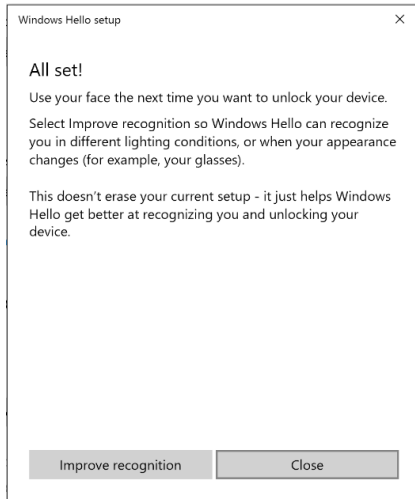 Windows Hello setup
All set!
Use your face the next time you want to unlock your device.
Select Improve recognition so Windows Hello can recognize
you in different lighting conditions, or when your appearance
changes (for example, your glasses).
This doesn't erase your current setup - it just helps Windows
Hello get better at recognizing you and unlocking your
device.
Improve recognition
Close